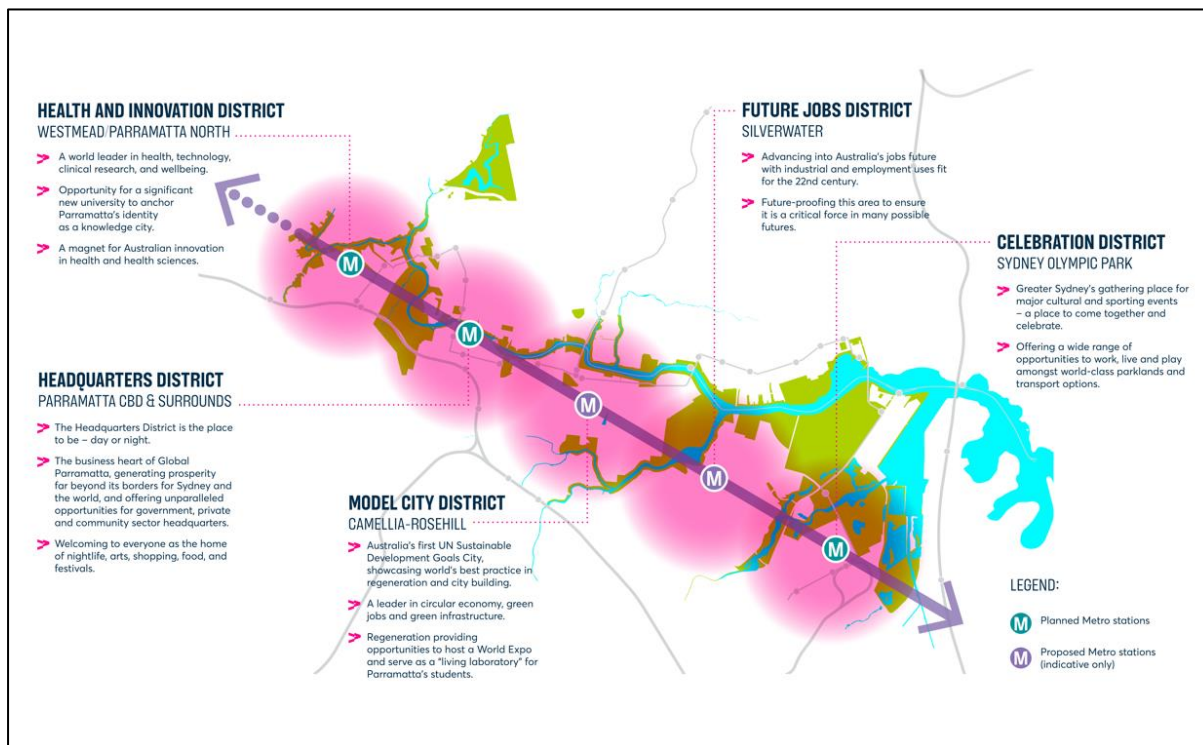 HEALTH AND INNOVATION DISTRICT
WESTMEAD/PARRAMATTA NORTH
A world leader in health, technology,
clinical research, and wellbeing.
Opportunity for a significant
new university to anchor
Parramatta's identity
as a knowledge city.
A magnet for Australian innovation
in health and health sciences.
HEADQUARTERS DISTRICT
PARRAMATTA CBD & SURROUNDS
The Headquarters District is the place
to be – day or night.
The business heart of Global
Parramatta, generating prosperity
far beyond its borders for Sydney and
the world, and offering unparalleled
opportunities for government, private
and community sector headquarters.
Welcoming to everyone as the home
of nightlife, arts, shopping, food, and
festivals.
MODEL CITY DISTRICT
CAMELLIA-ROSEHILL
Australia's first UN Sustainable
Development Goals City,
showcasing world's best practice in
regeneration and city building.
A leader in circular economy, green
jobs and green infrastructure.
Regeneration providing
opportunities to host a World Expo
and serve as a "living laboratory" for
Parramatta's students.
FUTURE JOBS DISTRICT
SILVERWATER
Advancing into Australia's jobs future
with industrial and employment uses fit
for the 22nd century.
Future-proofing this area to ensure
it is a critical force in many possible
futures.
CELEBRATION DISTRICT
SYDNEY OLYMPIC PARK
Greater Sydney's gathering place for
major cultural and sporting events
– a place to come together and
celebrate.
Offering a wide range of
opportunities to work, live and play
amongst world-class parklands and
transport options.
M
M
M
M
M
LEGEND:
M Planned Metro stations
M Proposed Metro stations
(indicative only)